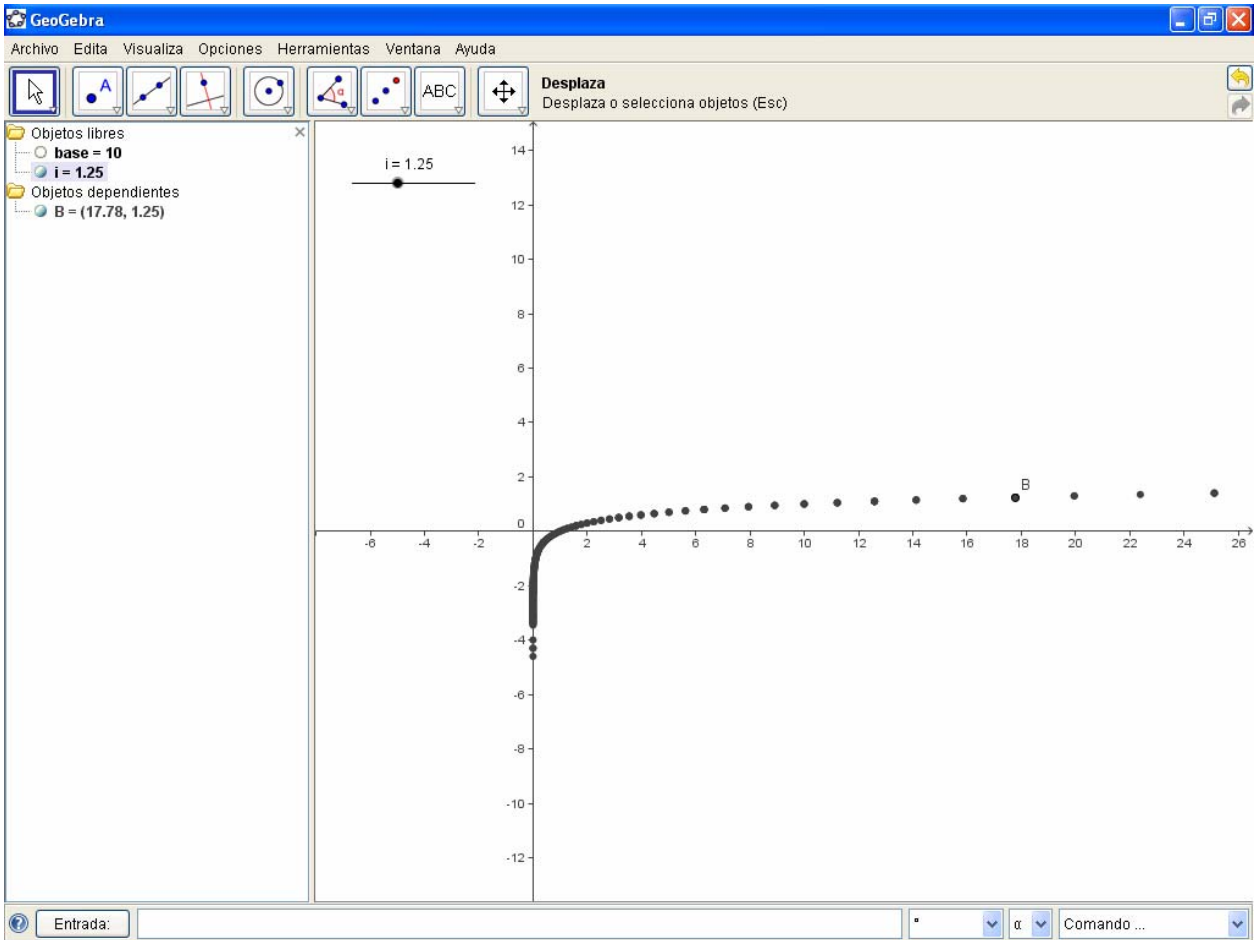 GeoGebra
Archivo Edita Visualiza Opciones Herramientas Ventana Ayuda
A
α
ABC
Desplaza
Desplaza o selecciona objetos (Esc)
Objetos libres
base = 10
i = 1.25
Objetos dependientes
B = (17.78, 1.25)
i = 1.25
14
12
10
8
6
4
2
B
0
-6 -4 -2 2 4 6 8 10 12 14 16 18 20 22 24 26
-2
-4
-6
-8
-10
-12
Entrada: ° α Comando ...